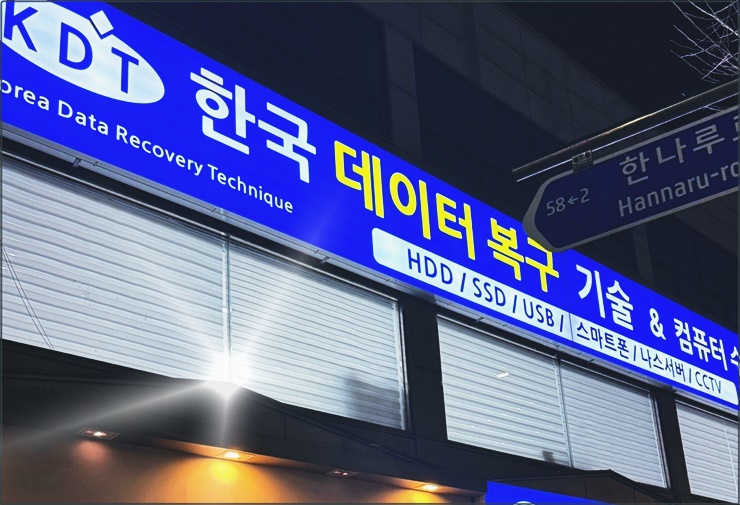 KDT
orea Data Recovery Technique
한국 데이터 복구 기술 & 컴퓨터
HDD / SSD / USB / 스마트폰 / 나스서버 / CCTV
한나루
58←2
Hannaru-ro